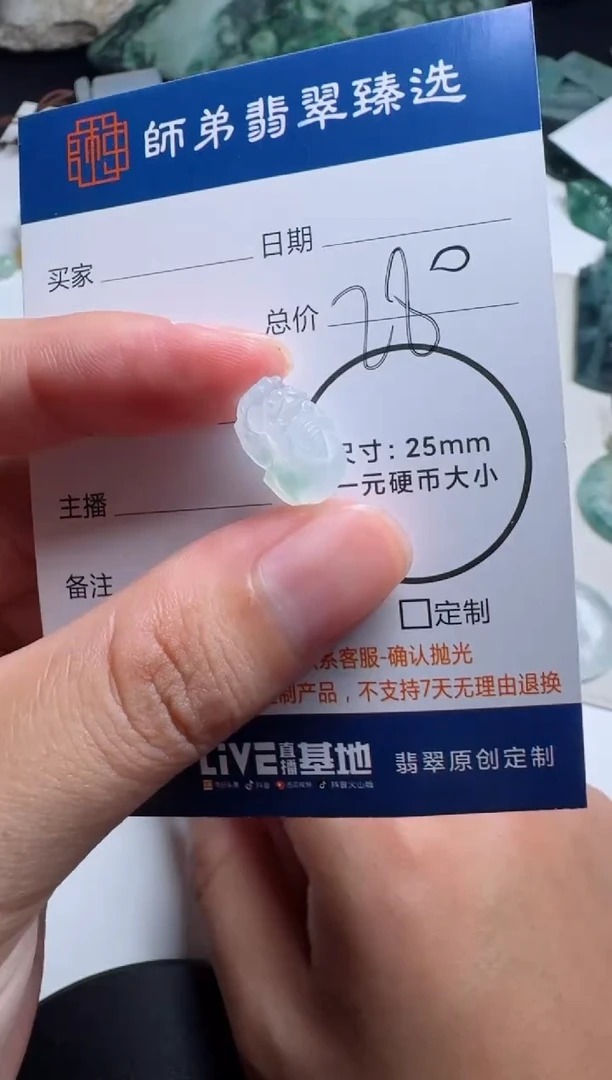 師弟翡翠臻选
买家
日期
总价 280
尺寸：25mm
一元硬币大小
主播
备注
定制
系客服-确认抛光
制产品，不支持7天无理由退换
LiVE直播基地
翡翠原创定制